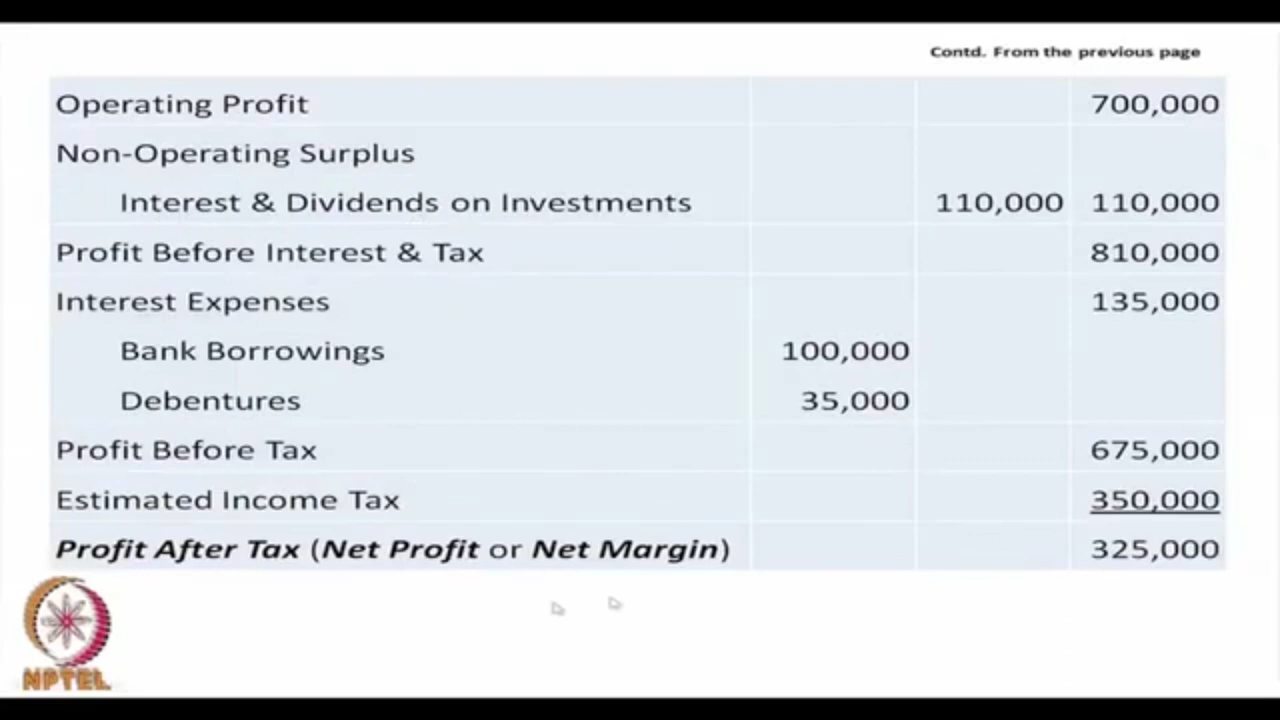 Contd. From the previous page
Operating Profit 700,000
Non-Operating Surplus
Interest & Dividends on Investments 110,000 110,000
Profit Before Interest & Tax 810,000
Interest Expenses 135,000
Bank Borrowings 100,000
Debentures 35,000
Profit Before Tax 675,000
Estimated Income Tax 350,000
Profit After Tax (Net Profit or Net Margin) 325,000
NPTEL